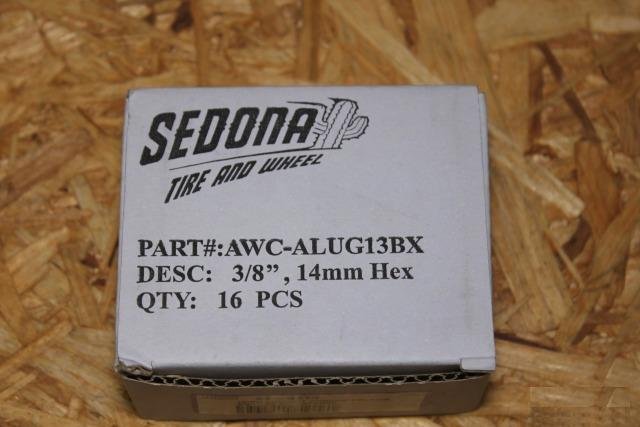 SEDONA
TIRE AND WHEEL
PART#:AWC-ALUG13BX
DESC: 3/8”, 14mm Hex
QTY: 16 PCS